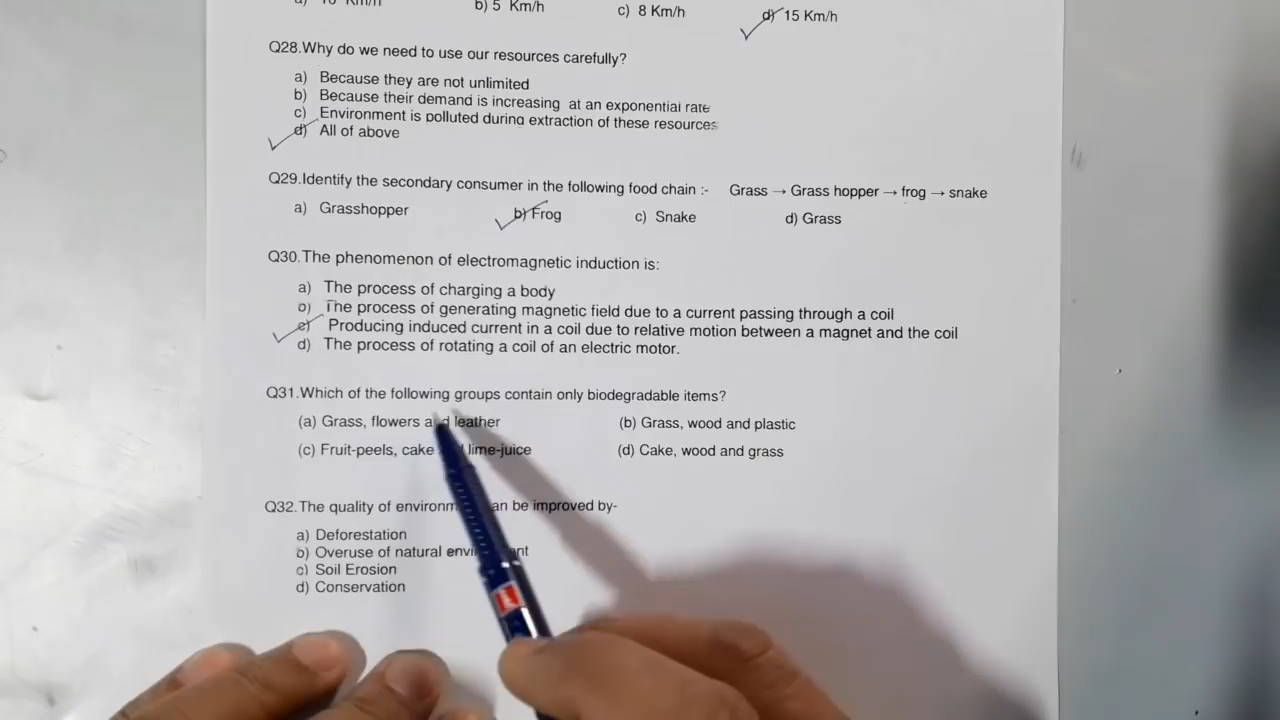 b) 5 Km/h c) 8 Km/h d) 15 Km/h
Q28.Why do we need to use our resources carefully?
a) Because they are not unlimited
b) Because their demand is increasing at an exponential rate
c) Environment is polluted during extraction of these resources
d) All of above
Q29.Identify the secondary consumer in the following food chain :- Grass → Grass hopper → frog → snake
a) Grasshopper b) Frog c) Snake d) Grass
Q30.The phenomenon of electromagnetic induction is:
a) The process of charging a body
b) The process of generating magnetic field due to a current passing through a coil
c) Producing induced current in a coil due to relative motion between a magnet and the coil
d) The process of rotating a coil of an electric motor.
Q31.Which of the following groups contain only biodegradable items?
(a) Grass, flowers and leather (b) Grass, wood and plastic
(c) Fruit-peels, cake lime-juice (d) Cake, wood and grass
Q32.The quality of can be improved by-
a) Deforestation
b) Overuse of natural
c) Soil Erosion
d) Conservation